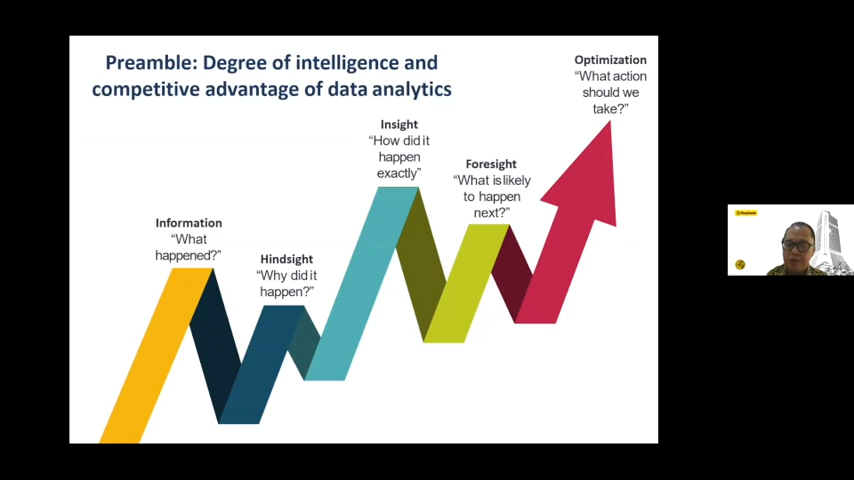 Preamble: Degree of intelligence and
competitive advantage of data analytics
Optimization
“What action
should we
take?”
Insight
“How did it
happen
exactly”
Foresight
“What is likely
to happen
next?”
Information
“What
happened?”
Hindsight
“Why did it
happen?”
Maybank